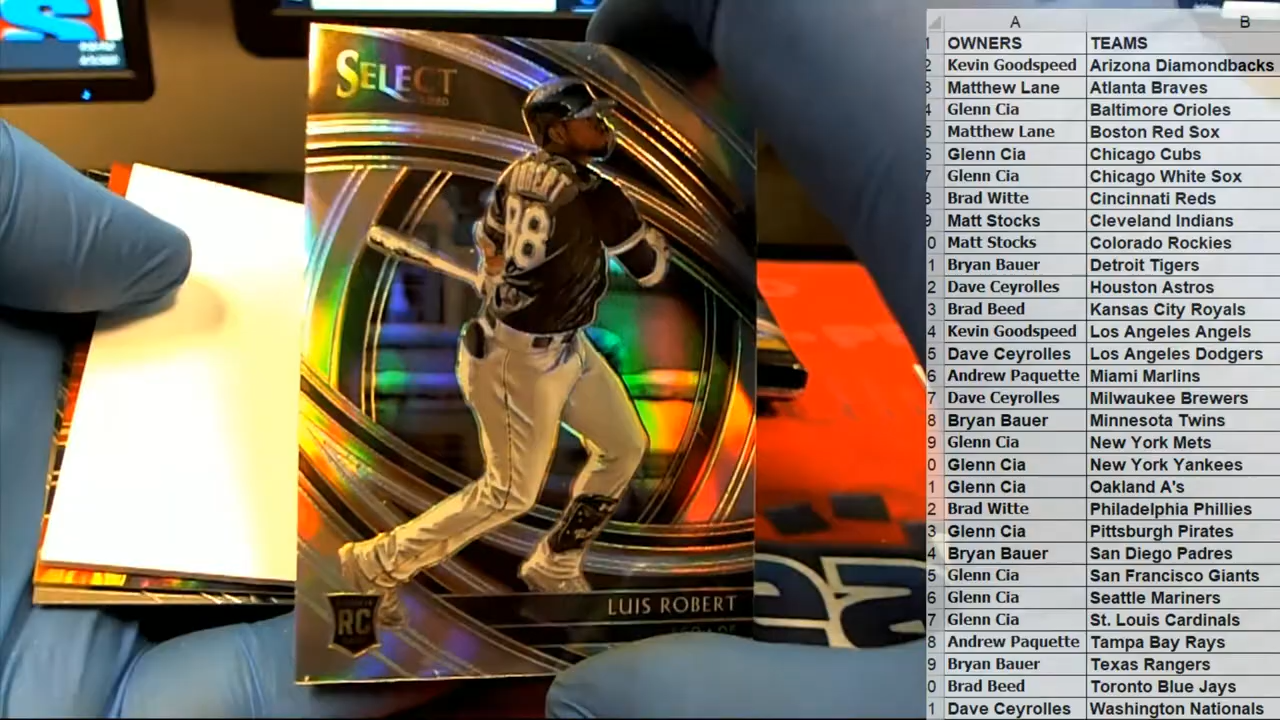 SELECT
88
LUIS ROBERT
RC
A B
1 OWNERS TEAMS
2 Kevin Goodspeed Arizona Diamondbacks
3 Matthew Lane Atlanta Braves
4 Glenn Cia Baltimore Orioles
5 Matthew Lane Boston Red Sox
6 Glenn Cia Chicago Cubs
7 Glenn Cia Chicago White Sox
8 Brad Witte Cincinnati Reds
9 Matt Stocks Cleveland Indians
0 Matt Stocks Colorado Rockies
1 Bryan Bauer Detroit Tigers
2 Dave Ceyrolles Houston Astros
3 Brad Beed Kansas City Royals
4 Kevin Goodspeed Los Angeles Angels
5 Dave Ceyrolles Los Angeles Dodgers
6 Andrew Paquette Miami Marlins
7 Dave Ceyrolles Milwaukee Brewers
8 Bryan Bauer Minnesota Twins
9 Glenn Cia New York Mets
0 Glenn Cia New York Yankees
1 Glenn Cia Oakland A's
2 Brad Witte Philadelphia Phillies
3 Glenn Cia Pittsburgh Pirates
4 Bryan Bauer San Diego Padres
5 Glenn Cia San Francisco Giants
6 Glenn Cia Seattle Mariners
7 Glenn Cia St. Louis Cardinals
8 Andrew Paquette Tampa Bay Rays
9 Bryan Bauer Texas Rangers
0 Brad Beed Toronto Blue Jays
1 Dave Ceyrolles Washington Nationals